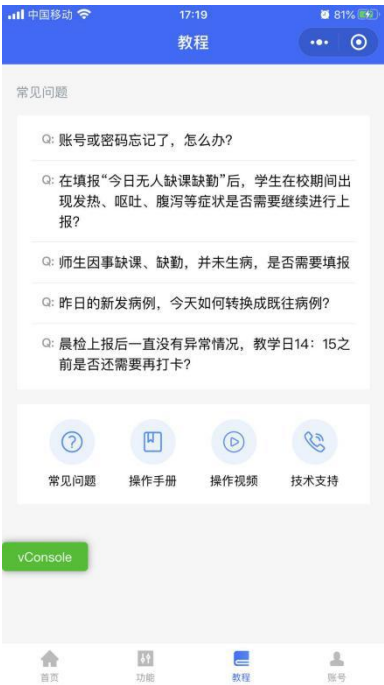 中国移动 17:19 81%
教程
常见问题
Q: 账号或密码忘记了，怎么办?
Q: 在填报“今日无人缺课缺勤”后，学生在校期间出
现发热、呕吐、腹泻等症状是否需要继续进行上
报?
Q: 师生因事缺课、缺勤，并未生病，是否需要填报
Q: 昨日的新发病例，今天如何转换成既往病例?
Q: 晨检上报后一直没有异常情况，教学日14：15之
前是否还需要再打卡?
常见问题 操作手册 操作视频 技术支持
vConsole
首页 功能 教程 账号